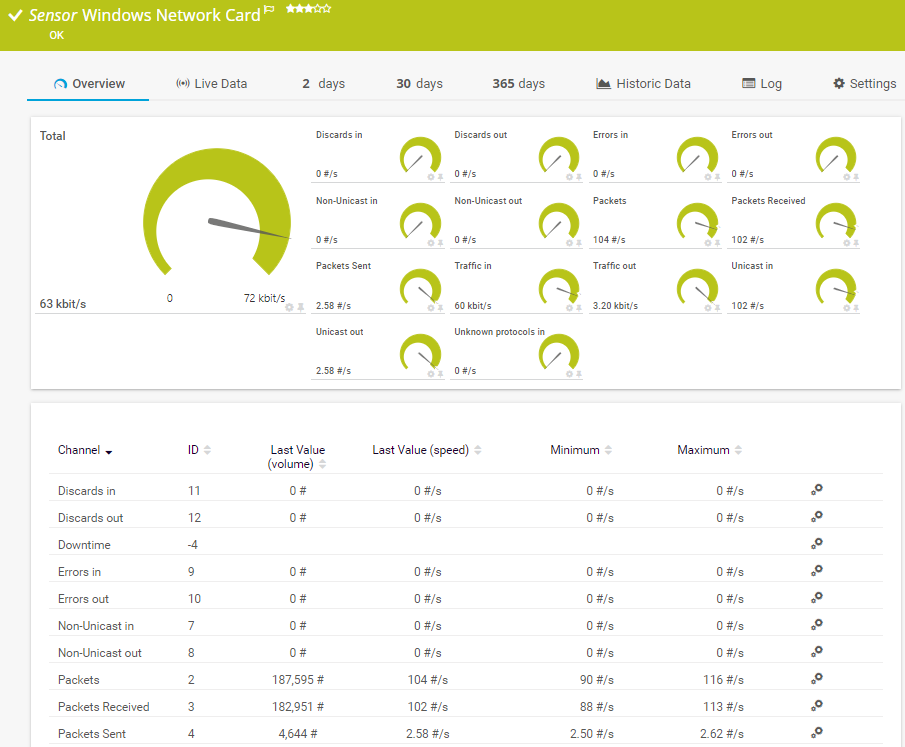 Sensor Windows Network Card
OK
Overview
Live Data
2 days
30 days
365 days
Historic Data
Log
Settings
Total
63 kbit/s
0
72 kbit/s
Discards in
0 #/s
Discards out
0 #/s
Errors in
0 #/s
Errors out
0 #/s
Non-Unicast in
0 #/s
Non-Unicast out
0 #/s
Packets
104 #/s
Packets Received
102 #/s
Packets Sent
2.58 #/s
Traffic in
60 kbit/s
Traffic out
3.20 kbit/s
Unicast in
102 #/s
Unicast out
2.58 #/s
Unknown protocols in
0 #/s
Channel ID Last Value (volume) Last Value (speed) Minimum Maximum
Discards in 11 0 # 0 #/s 0 #/s 0 #/s
Discards out 12 0 # 0 #/s 0 #/s 0 #/s
Downtime -4
Errors in 9 0 # 0 #/s 0 #/s 0 #/s
Errors out 10 0 # 0 #/s 0 #/s 0 #/s
Non-Unicast in 7 0 # 0 #/s 0 #/s 0 #/s
Non-Unicast out 8 0 # 0 #/s 0 #/s 0 #/s
Packets 2 187,595 # 104 #/s 90 #/s 116 #/s
Packets Received 3 182,951 # 102 #/s 88 #/s 113 #/s
Packets Sent 4 4,644 # 2.58 #/s 2.50 #/s 2.62 #/s